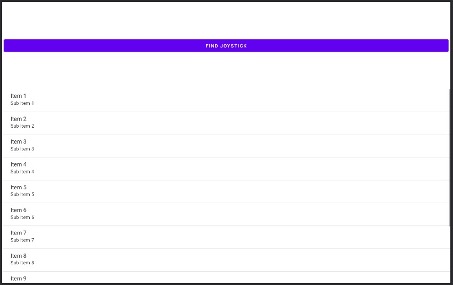 FIND JOYSTICK
Item 1
Sub Item 1
Item 2
Sub Item 2
Item 3
Sub Item 3
Item 4
Sub Item 4
Item 5
Sub Item 5
Item 6
Sub Item 6
Item 7
Sub Item 7
Item 8
Sub Item 8
Item 9